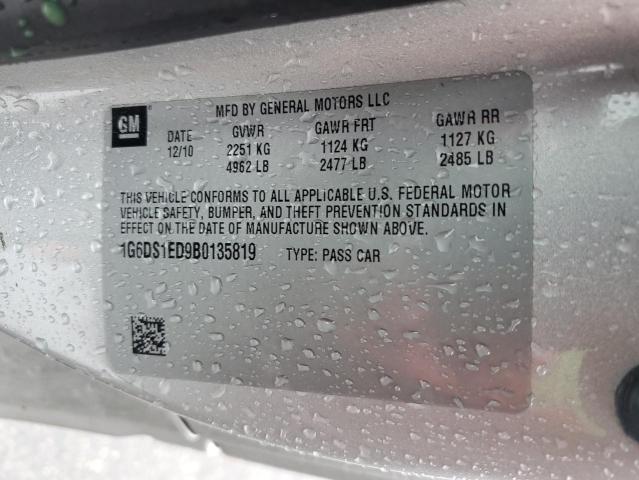 MFD BY GENERAL MOTORS LLC
GM
DATE GVWR GAWR FRT GAWR RR
12/10 2251 KG 1124 KG 1127 KG
4962 LB 2477 LB 2485 LB
THIS VEHICLE CONFORMS TO ALL APPLICABLE U.S. FEDERAL MOTOR
VEHICLE SAFETY, BUMPER, AND THEFT PREVENTION STANDARDS IN
EFFECT ON THE DATE OF MANUFACTURE SHOWN ABOVE.
1G6DS1ED9B0135819 TYPE: PASS CAR